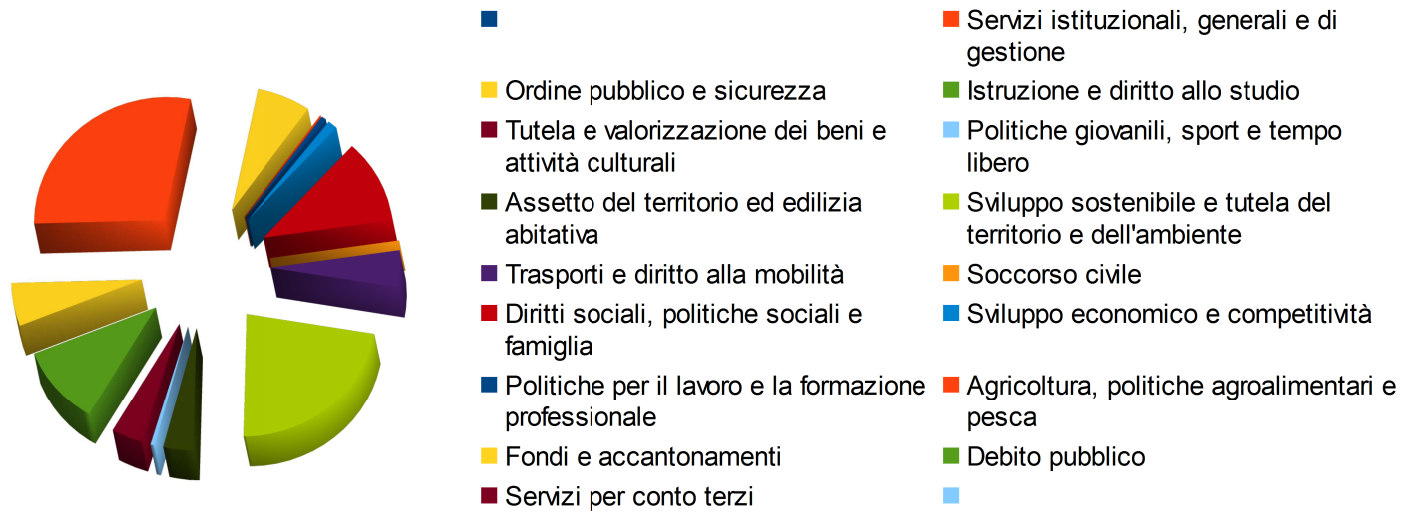 Servizi istituzionali, generali e di
gestione
Ordine pubblico e sicurezza
Istruzione e diritto allo studio
Tutela e valorizzazione dei beni e
attività culturali
Politiche giovanili, sport e tempo
libero
Assetto del territorio ed edilizia
abitativa
Sviluppo sostenibile e tutela del
territorio e dell'ambiente
Trasporti e diritto alla mobilità
Soccorso civile
Diritti sociali, politiche sociali e
famiglia
Sviluppo economico e competitività
Politiche per il lavoro e la formazione
professionale
Agricoltura, politiche agroalimentari e
pesca
Fondi e accantonamenti
Debito pubblico
Servizi per conto terzi